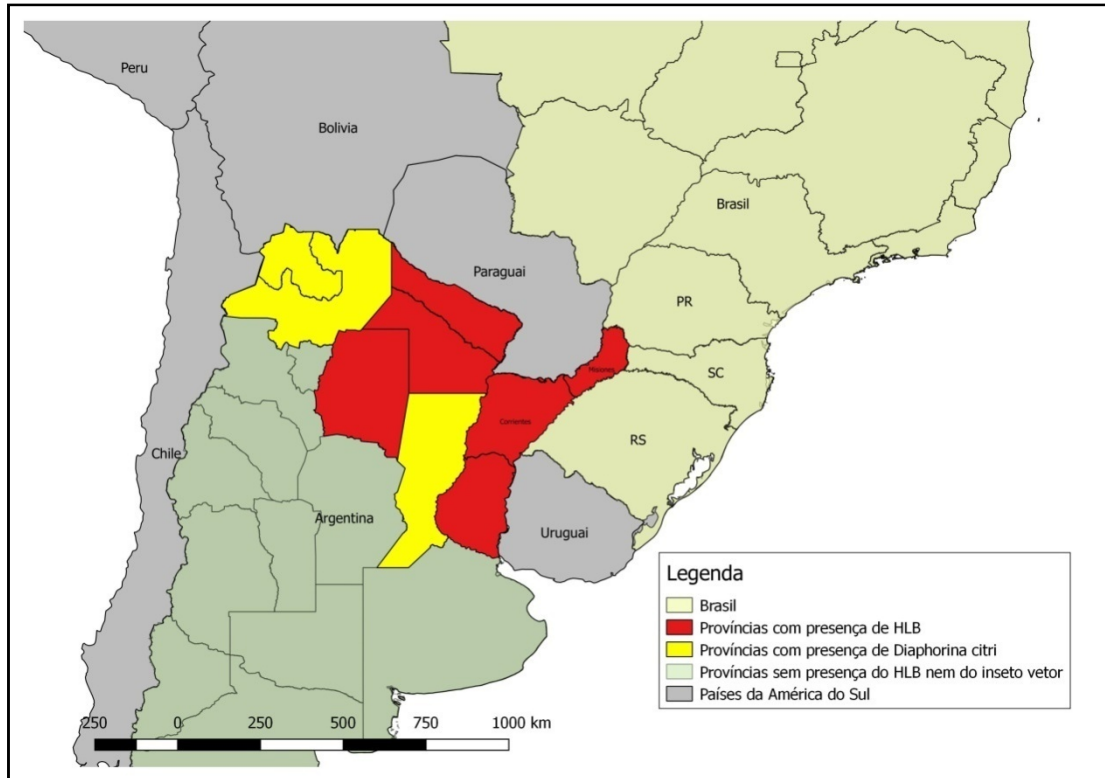 Peru
Bolivia
Brasil
Paraguai
PR
Misiones
SC
Corrientes
RS
Chile
Argentina
Uruguai
Legenda
Brasil
Províncias com presença de HLB
Províncias com presença de Diaphorina citri
Províncias sem presença do HLB nem do inseto vetor
Países da América do Sul
250 0 250 500 750 1000 km